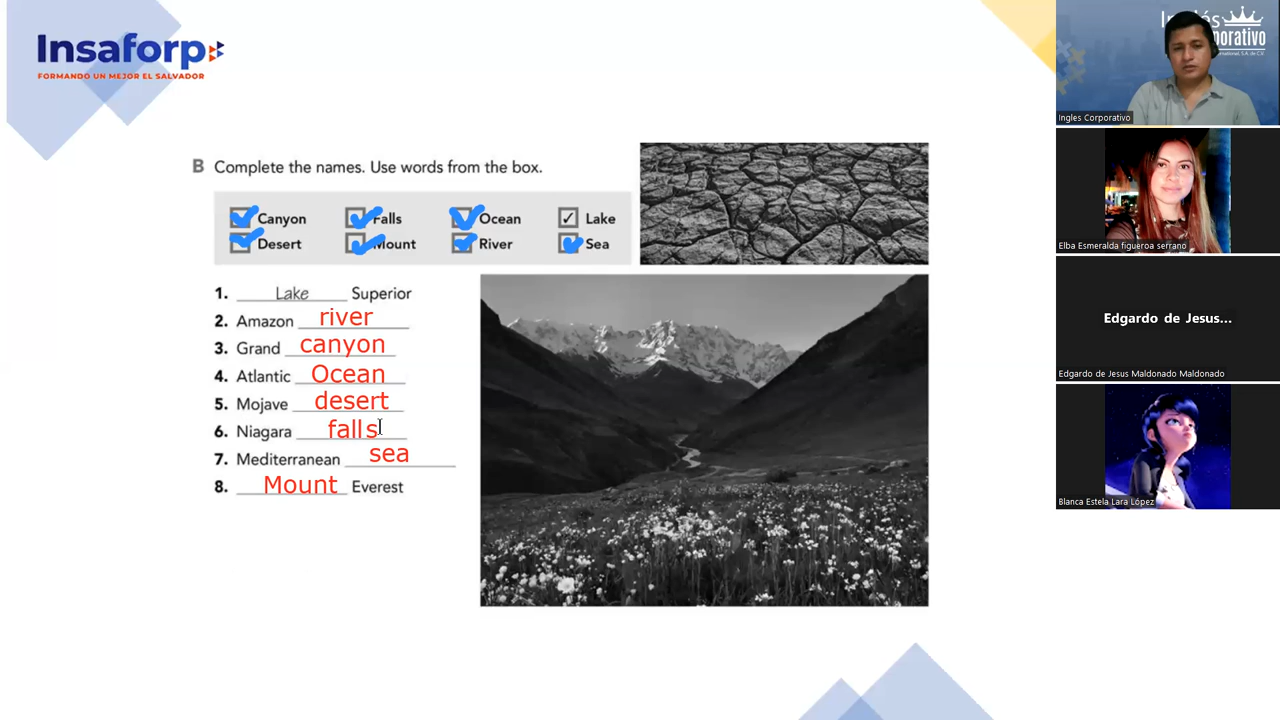 Insaforp
FORMANDO UN MEJOR EL SALVADOR
B Complete the names. Use words from the box.
Canyon Falls Ocean Lake
Desert Mount River Sea
1. Lake Superior
2. Amazon river
3. Grand canyon
4. Atlantic Ocean
5. Mojave desert
6. Niagara falls
7. Mediterranean sea
8. Mount Everest
Ingles Corporativo
Elba Esmeralda figueroa serrano
Edgardo de Jesus...
Edgardo de Jesus Maldonado Maldonado
Blanca Estela Lara López